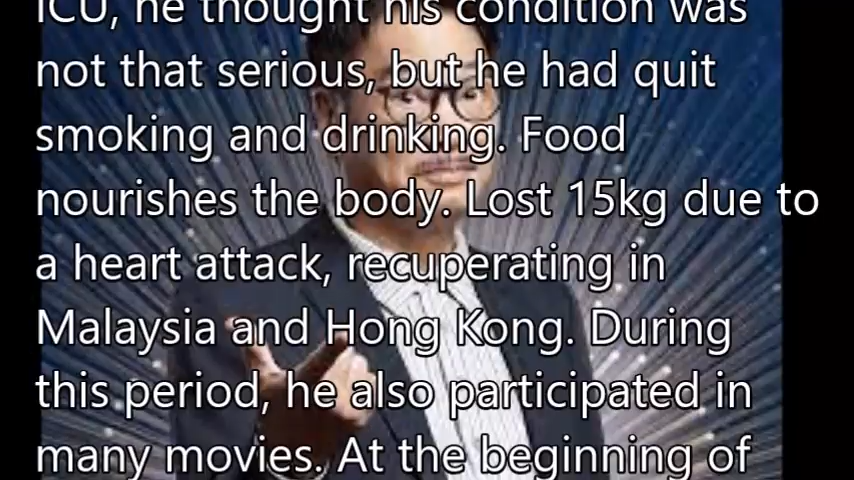 ICU, he thought his condition was
not that serious, but he had quit
smoking and drinking. Food
nourishes the body. Lost 15kg due to
a heart attack, recuperating in
Malaysia and Hong Kong. During
this period, he also participated in
many movies. At the beginning of